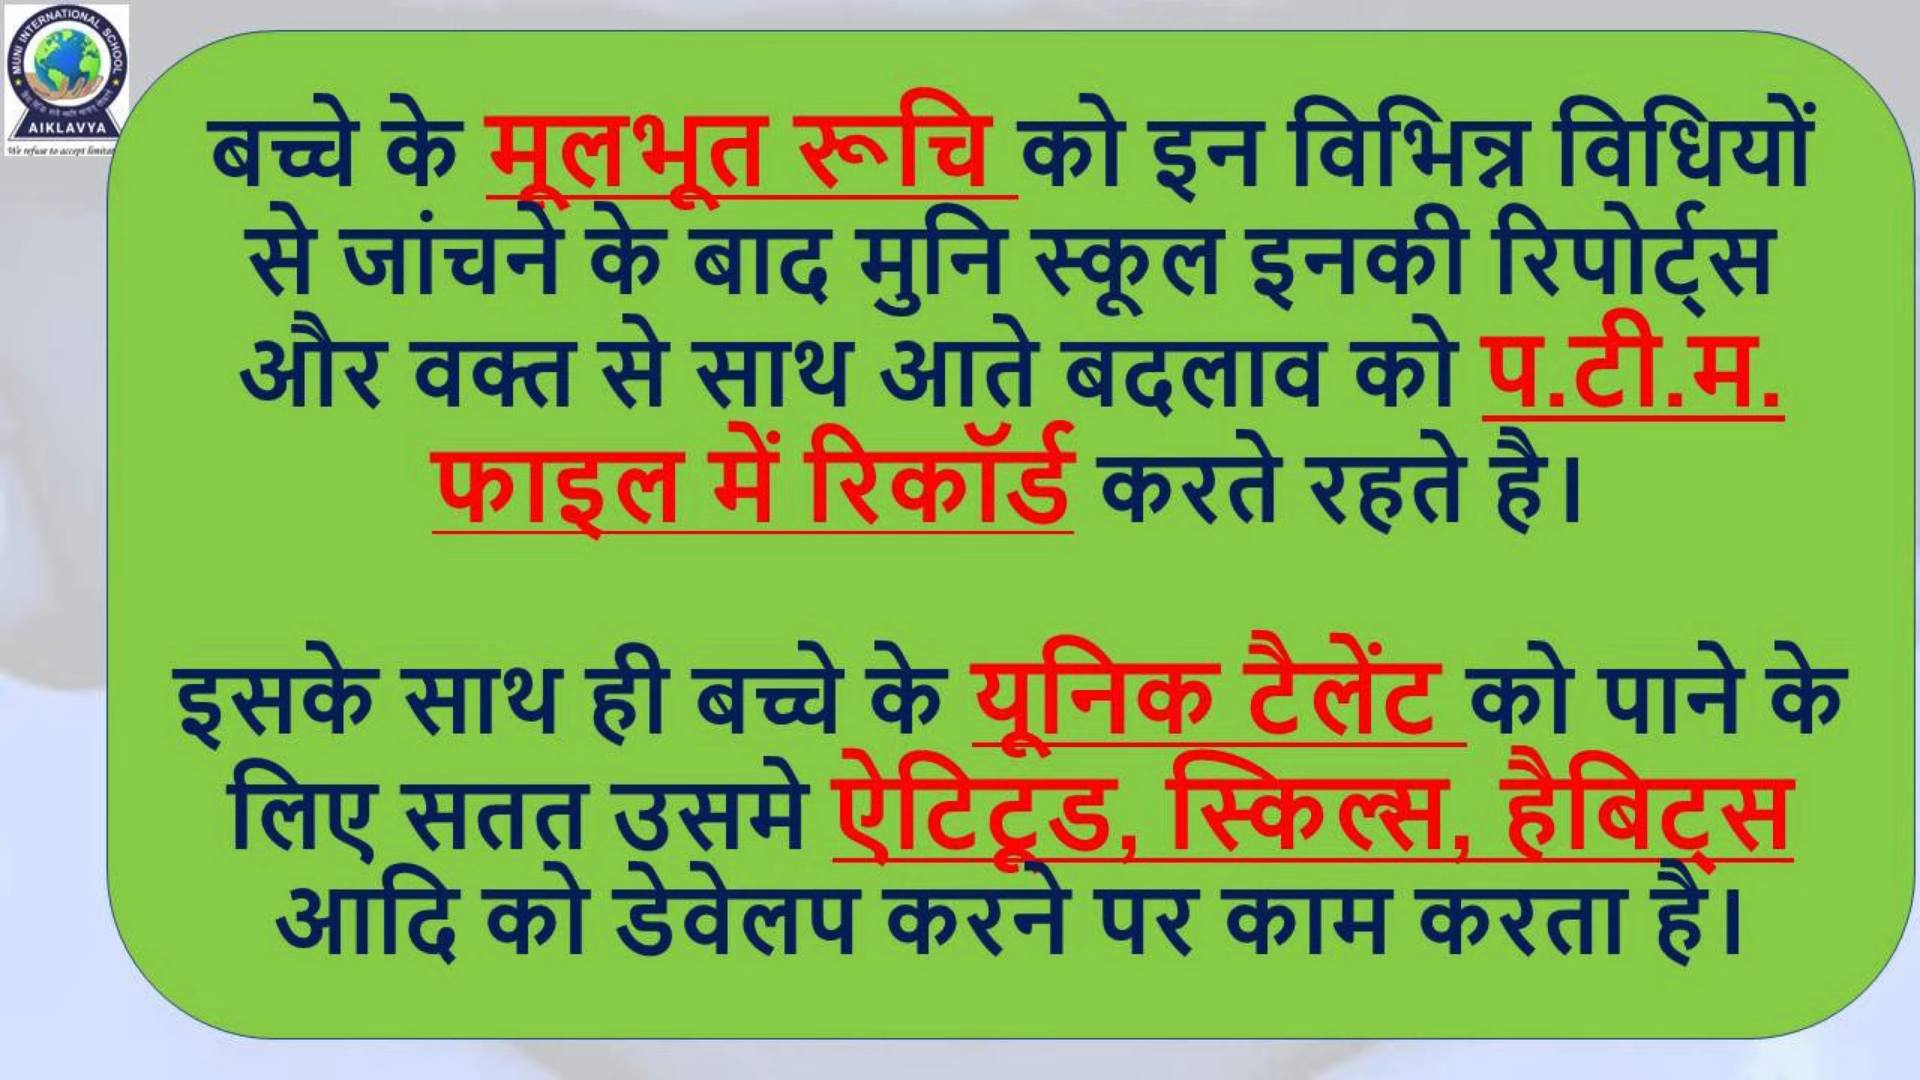 MUNI INTERNATIONAL SCHOOL
AIKLAVYA
We refuse to accept
बच्चे के मूलभूत रूचि को इन विभिन्न विधियों
से जांचने के बाद मुनि स्कूल इनकी रिपोर्ट्स
और वक्त से साथ आते बदलाव को प.टी.म.
फाइल में रिकॉर्ड करते रहते है।
इसके साथ ही बच्चे के यूनिक टैलेंट को पाने के
लिए सतत उसमे ऐटिटूड, स्किल्स, हैबिट्स
आदि को डेवेलप करने पर काम करता है।